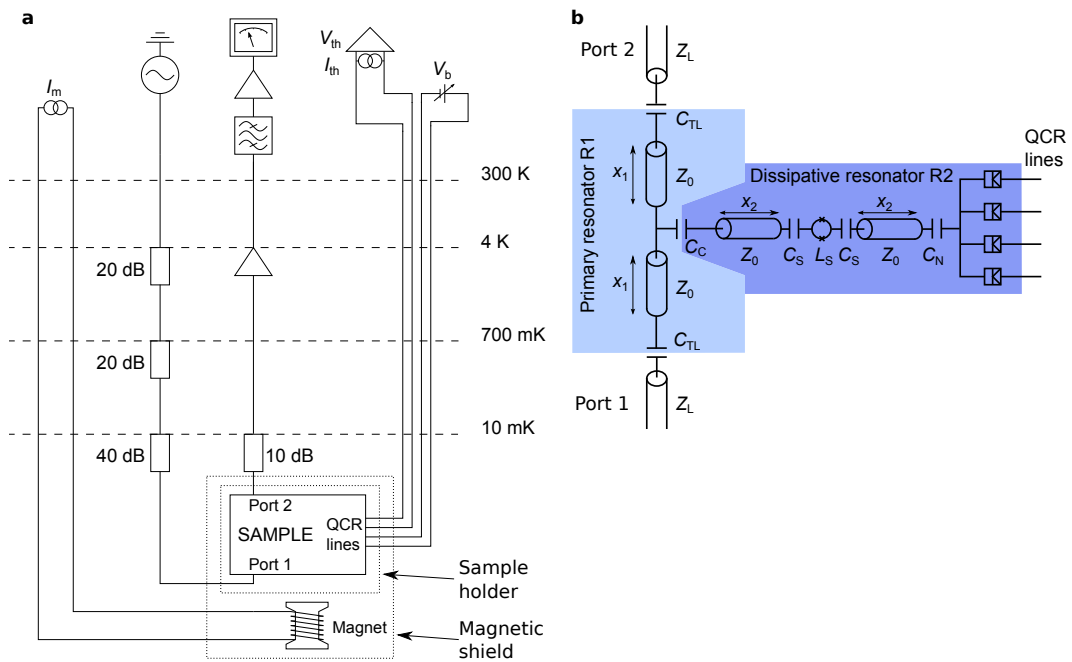 a
V_th
I_th
V_b
I_m
300 K
4 K
20 dB
700 mK
20 dB
10 mK
40 dB
10 dB
Port 2
SAMPLE
QCR
lines
Port 1
Sample
holder
Magnet
Magnetic
shield
b
Port 2
Z_L
C_TL
Primary resonator R1
x_1
Z_0
QCR
lines
Dissipative resonator R2
x_2
x_2
C_C
Z_0
C_S
L_S
C_S
Z_0
C_N
x_1
Z_0
C_TL
Port 1
Z_L